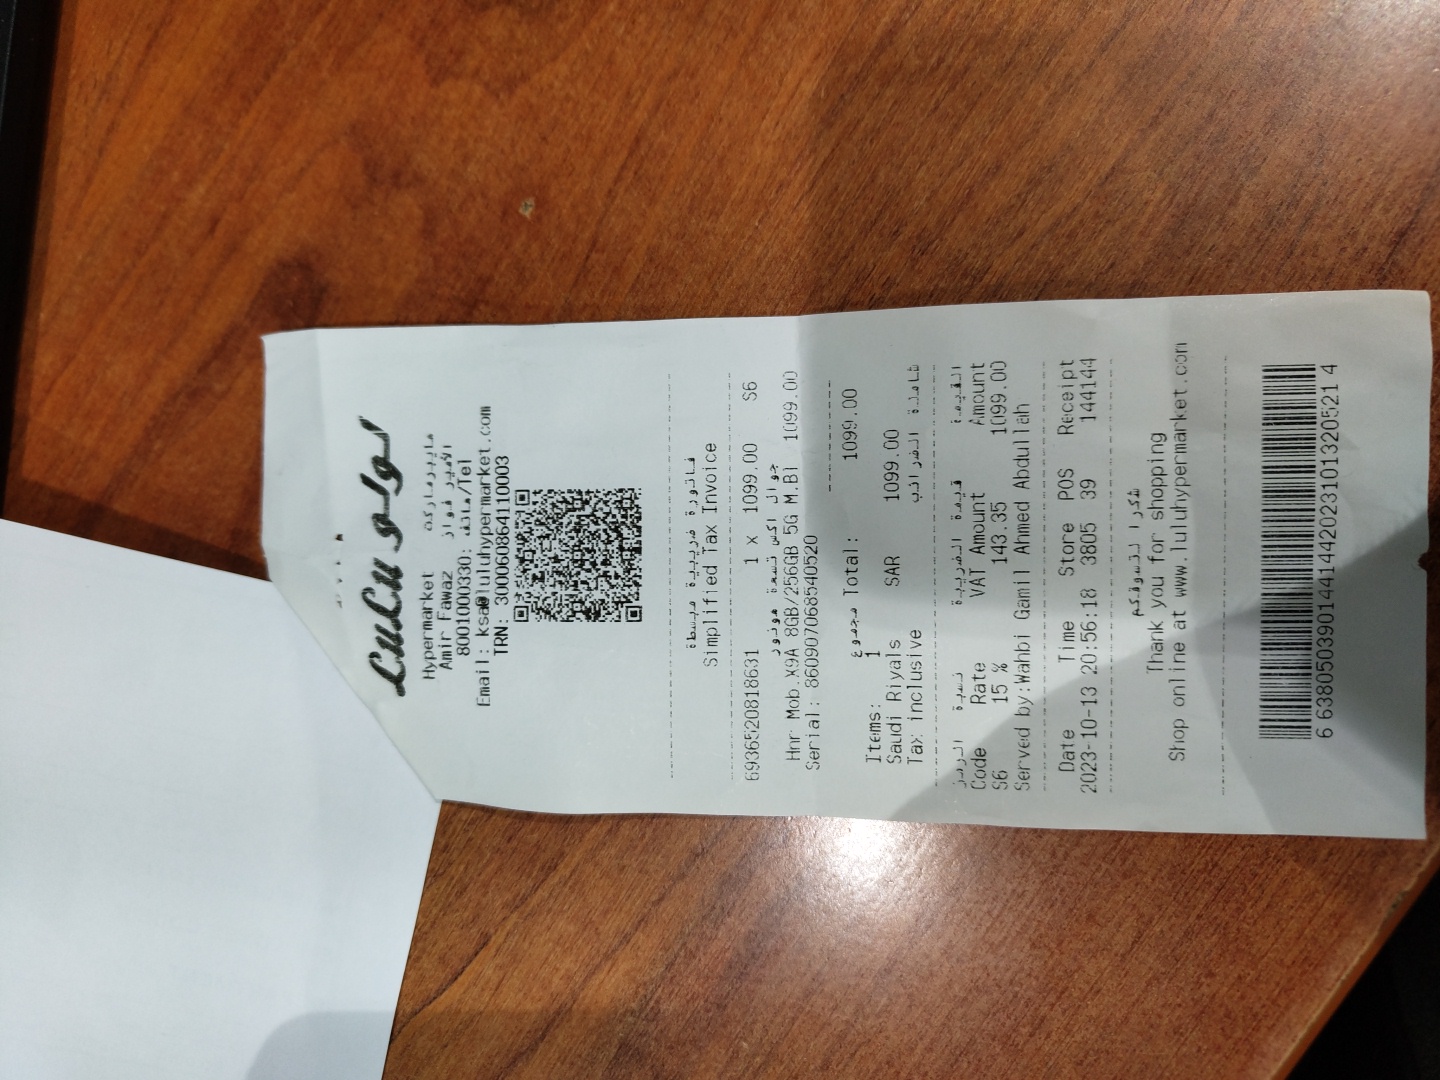 LuLu لولو
Hypermarket هايبرماركت
Amir Fawaz الأمير فواز
8001000330: هاتف/Tel
Email: ksa@luluhypermarket.com
TRN: 300060864110003
فاتورة ضريبية مبسطة
Simplified Tax Invoice
6936520818631 1 x 1099.00 S6
جوال اكس تسعة هونور
Hnr Mob.X9A 8GB/256GB 5G M.Bl 1099.00
Serial: 860907068540520
مجموع Total: 1099.00
Items: 1
Saudi Riyals SAR 1099.00
Tax inclusive شاملة الضرائب
الرمز نسبة قيمة الضريبة القيمة
Code Rate VAT Amount Amount
S6 15 % 143.35 1099.00
Served by:Wahbi Gamil Ahmed Abdullah
Date Time Store POS Receipt
2023-10-13 20:56:18 3805 39 144144
شكرا لتسوقكم
Thank you for shopping
Shop online at www.luluhypermarket.com
6 6380503901441442023101320521 4